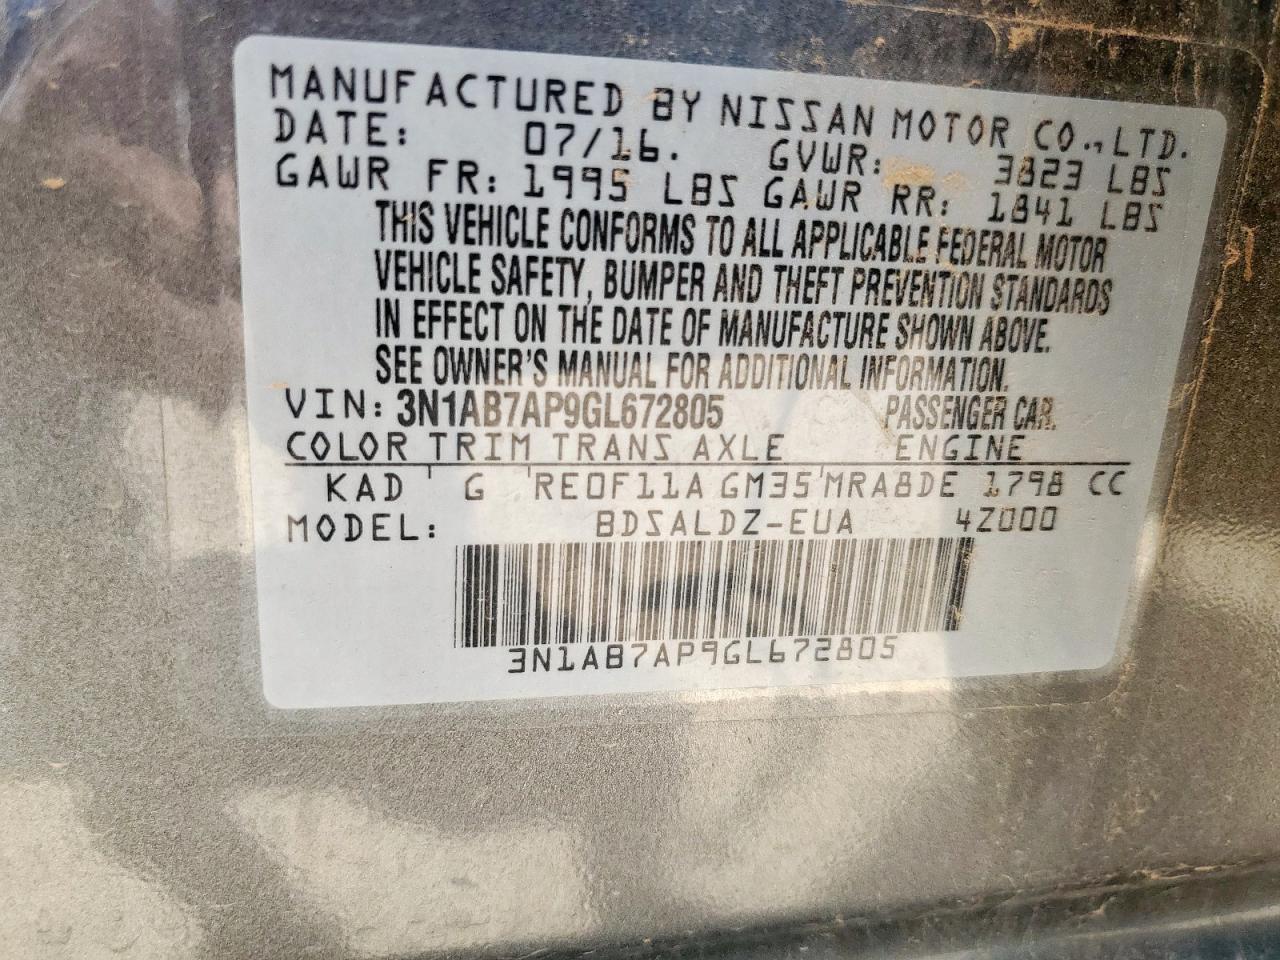 MANUFACTURED BY NISSAN MOTOR CO.,LTD.
DATE: 07/16. GVWR: 3823 LBS
GAWR FR: 1995 LBS GAWR RR: 1841 LBS
THIS VEHICLE CONFORMS TO ALL APPLICABLE FEDERAL MOTOR
VEHICLE SAFETY, BUMPER AND THEFT PREVENTION STANDARDS
IN EFFECT ON THE DATE OF MANUFACTURE SHOWN ABOVE.
SEE OWNER'S MANUAL FOR ADDITIONAL INFORMATION.
VIN: 3N1AB7AP9GL672805 PASSENGER CAR.
COLOR TRIM TRANS AXLE ENGINE
KAD ' G ' RE0F11A GM35 ' MRA8DE 1798 CC
MODEL: BDSALDZ-EUA 4Z000
3N1AB7AP9GL672805